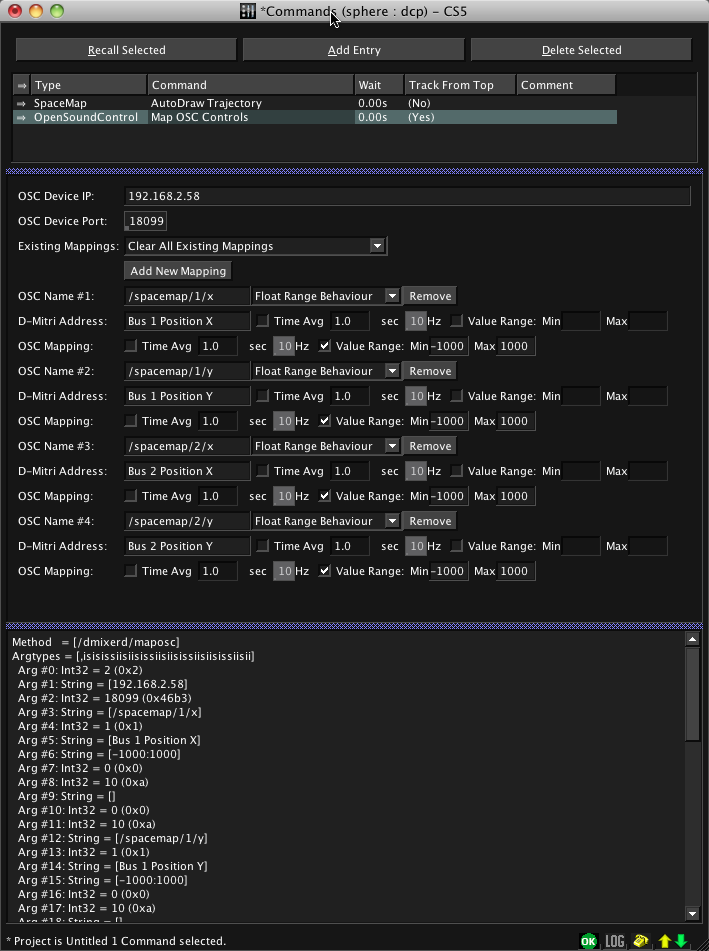 *Commands (sphere : dcp) – CS5
Recall Selected Add Entry Delete Selected
⇒ Type Command Wait Track From Top Comment
⇒ SpaceMap AutoDraw Trajectory 0.00s (No)
⇒ OpenSoundControl Map OSC Controls 0.00s (Yes)
OSC Device IP: 192.168.2.58
OSC Device Port: 18099
Existing Mappings: Clear All Existing Mappings
Add New Mapping
OSC Name #1: /spacemap/1/x Float Range Behaviour Remove
D-Mitri Address: Bus 1 Position X Time Avg 1.0 sec 10 Hz Value Range: Min Max
OSC Mapping: Time Avg 1.0 sec 10 Hz Value Range: Min -1000 Max 1000
OSC Name #2: /spacemap/1/y Float Range Behaviour Remove
D-Mitri Address: Bus 1 Position Y Time Avg 1.0 sec 10 Hz Value Range: Min Max
OSC Mapping: Time Avg 1.0 sec 10 Hz Value Range: Min -1000 Max 1000
OSC Name #3: /spacemap/2/x Float Range Behaviour Remove
D-Mitri Address: Bus 2 Position X Time Avg 1.0 sec 10 Hz Value Range: Min Max
OSC Mapping: Time Avg 1.0 sec 10 Hz Value Range: Min -1000 Max 1000
OSC Name #4: /spacemap/2/y Float Range Behaviour Remove
D-Mitri Address: Bus 2 Position Y Time Avg 1.0 sec 10 Hz Value Range: Min Max
OSC Mapping: Time Avg 1.0 sec 10 Hz Value Range: Min -1000 Max 1000
Method = [/dmixerd/maposc]
Argtypes = [,isisissiisiissiisissiisiissiisisissiisisissiisii]
Arg #0: Int32 = 2 (0x2)
Arg #1: String = [192.168.2.58]
Arg #2: Int32 = 18099 (0x46b3)
Arg #3: String = [/spacemap/1/x]
Arg #4: Int32 = 1 (0x1)
Arg #5: String = [Bus 1 Position X]
Arg #6: String = [-1000:1000]
Arg #7: Int32 = 0 (0x0)
Arg #8: Int32 = 10 (0xa)
Arg #9: String = []
Arg #10: Int32 = 0 (0x0)
Arg #11: Int32 = 10 (0xa)
Arg #12: String = [/spacemap/1/y]
Arg #13: Int32 = 1 (0x1)
Arg #14: String = [Bus 1 Position Y]
Arg #15: String = [-1000:1000]
Arg #16: Int32 = 0 (0x0)
Arg #17: Int32 = 10 (0xa)
Arg #18: String = []
* Project is Untitled 1 Command selected. OK LOG